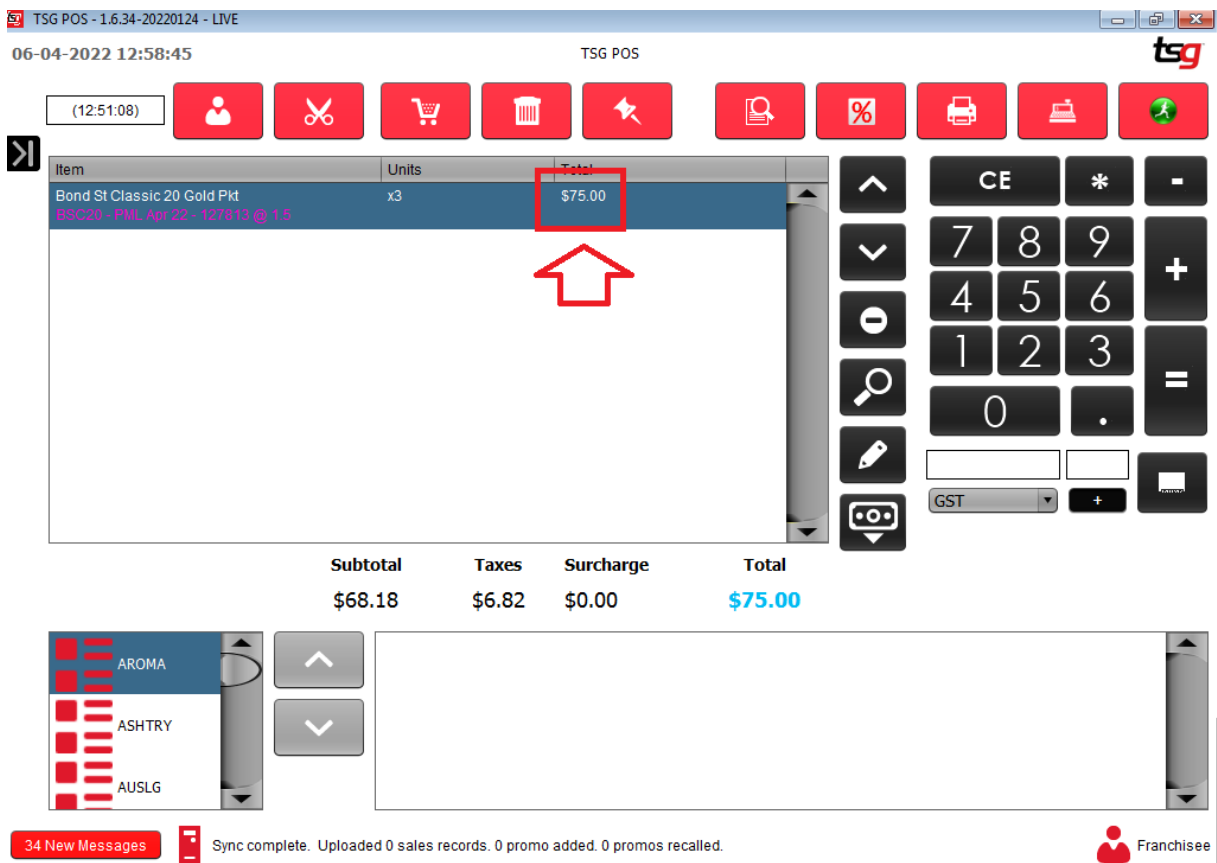 TSG POS - 1.6.34-20220124 - LIVE
06-04-2022 12:58:45
TSG POS
tsg
(12:51:08)
%
Item Units Total
Bond St Classic 20 Gold Pkt x3 $75.00
BSC20 - PML Apr 22 - 127813 @ 1.5
CE * -
7 8 9 +
4 5 6
1 2 3 =
0 .
GST +
Subtotal Taxes Surcharge Total
$68.18 $6.82 $0.00 $75.00
AROMA
ASHTRY
AUSLG
34 New Messages
Sync complete. Uploaded 0 sales records. 0 promo added. 0 promos recalled.
Franchisee